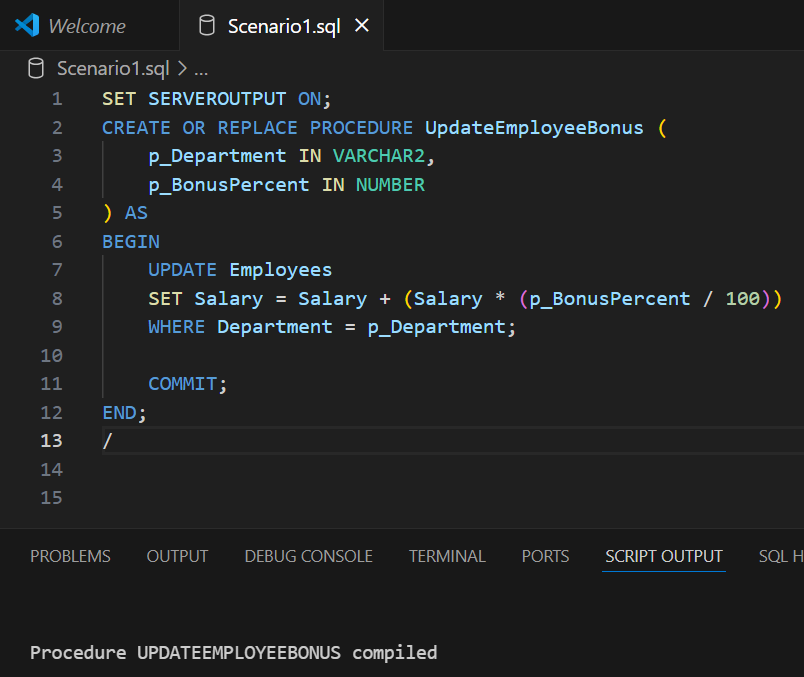 Welcome
Scenario1.sql ×
Scenario1.sql > ...
1 SET SERVEROUTPUT ON;
2 CREATE OR REPLACE PROCEDURE UpdateEmployeeBonus (
3     p_Department IN VARCHAR2,
4     p_BonusPercent IN NUMBER
5 ) AS
6 BEGIN
7     UPDATE Employees
8     SET Salary = Salary + (Salary * (p_BonusPercent / 100))
9     WHERE Department = p_Department;
10
11     COMMIT;
12 END;
13 /
14
15
PROBLEMS OUTPUT DEBUG CONSOLE TERMINAL PORTS SCRIPT OUTPUT SQL H
Procedure UPDATEEMPLOYEEBONUS compiled